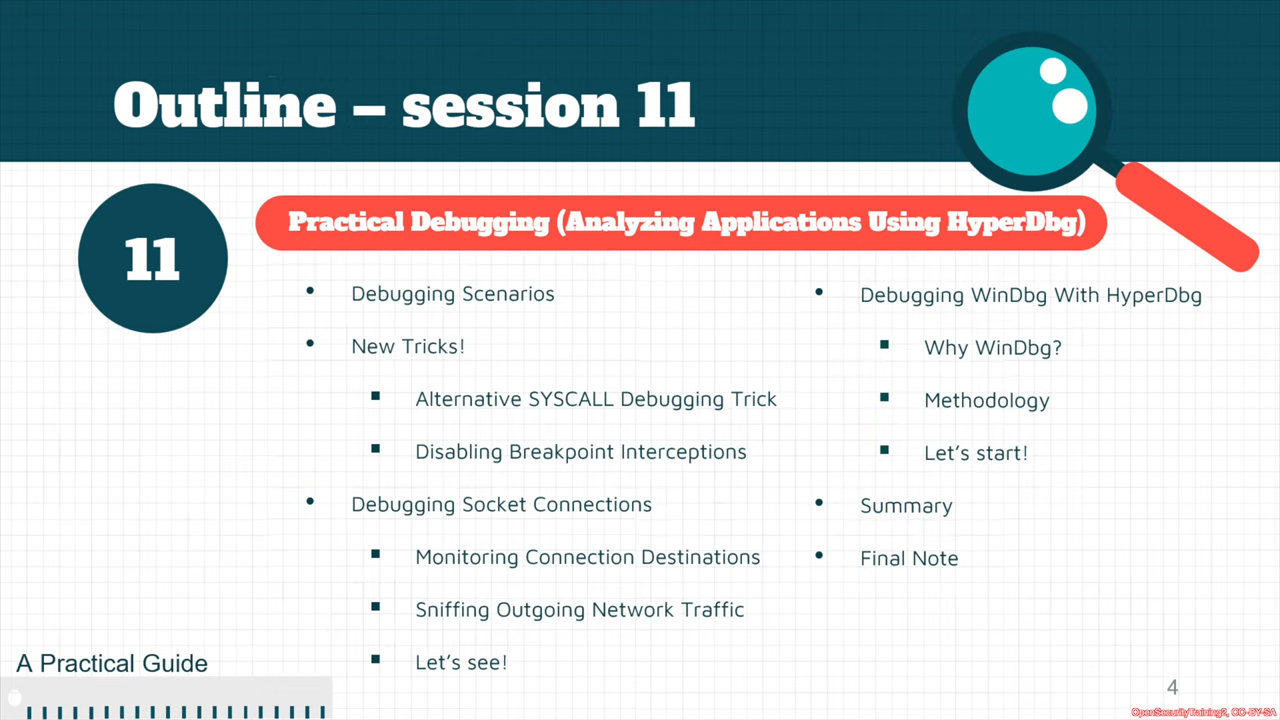 Outline – session 11
11
Practical Debugging (Analyzing Applications Using HyperDbg)
• Debugging Scenarios
• New Tricks!
▪ Alternative SYSCALL Debugging Trick
▪ Disabling Breakpoint Interceptions
• Debugging Socket Connections
▪ Monitoring Connection Destinations
▪ Sniffing Outgoing Network Traffic
▪ Let's see!
• Debugging WinDbg With HyperDbg
▪ Why WinDbg?
▪ Methodology
▪ Let's start!
• Summary
• Final Note
A Practical Guide
4
OpenSecurityTraining2, CC-BY-SA